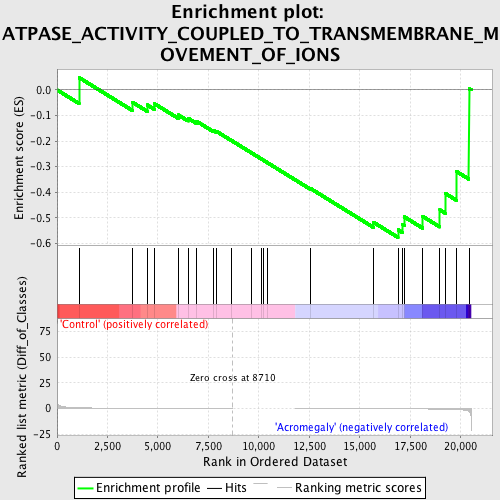 Enrichment plot:
ATPASE_ACTIVITY_COUPLED_TO_TRANSMEMBRANE_M
OVEMENT_OF_IONS
Enrichment score (ES)
0.0
-0.1
-0.2
-0.3
-0.4
-0.5
-0.6
'Control' (positively correlated)
Ranked list metric (Diff_of_Classes)
75
50
25
0
-25
Zero cross at 8710
'Acromegaly' (negatively correlated)
0
2,500
5,000
7,500
10,000
12,500
15,000
17,500
20,000
Rank in Ordered Dataset
Enrichment profile
Hits
Ranking metric scores